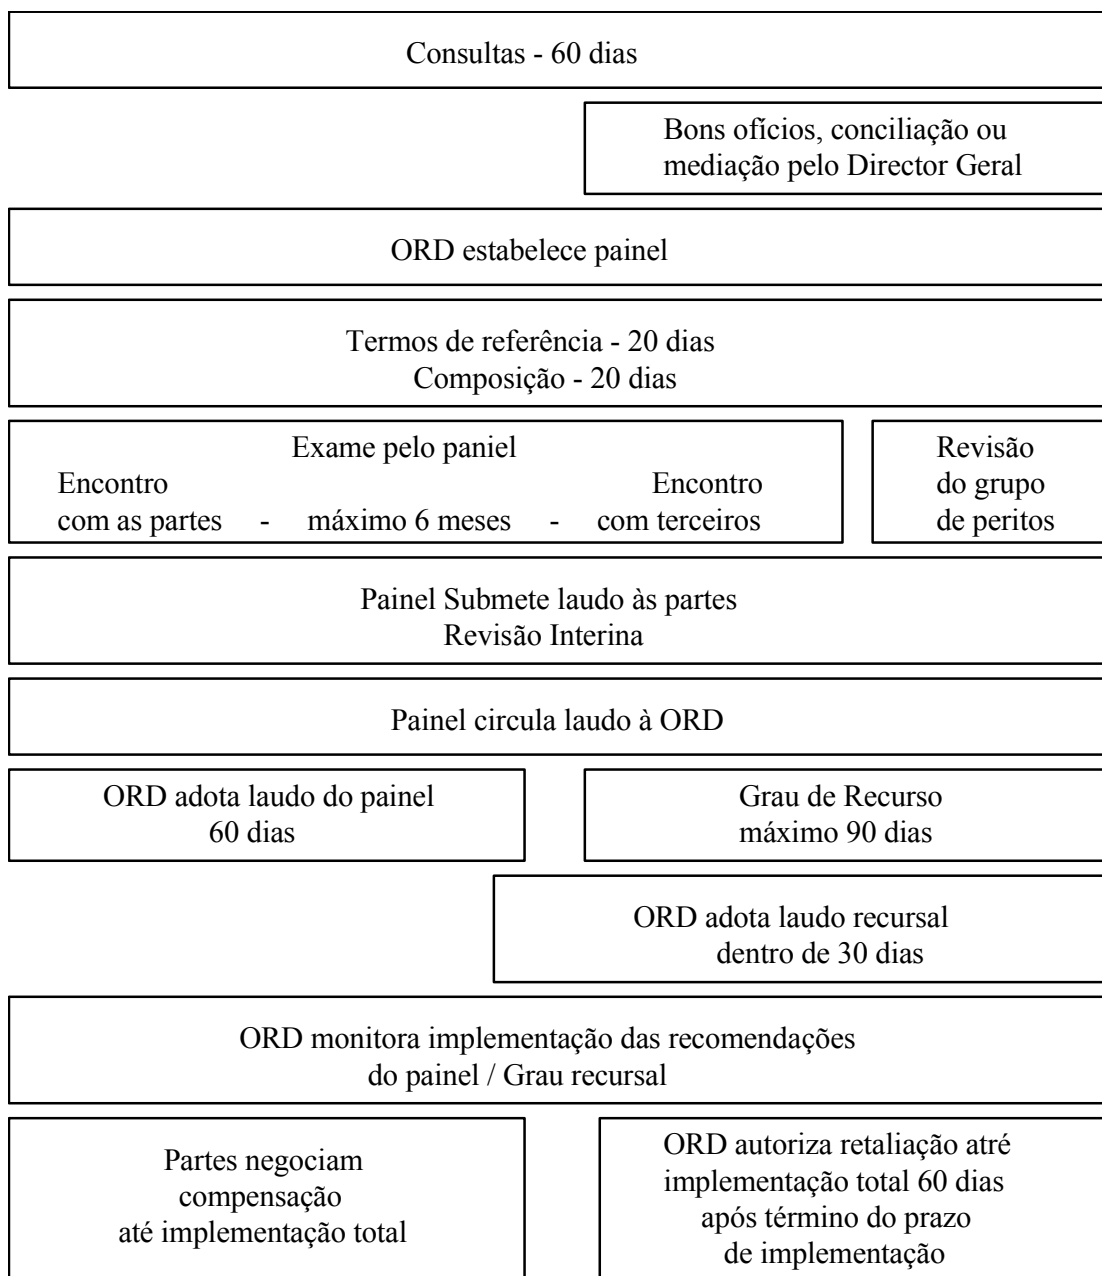 Consultas - 60 dias
Bons ofícios, conciliação ou
mediação pelo Director Geral
ORD estabelece painel
Termos de referência - 20 dias
Composição - 20 dias
Exame pelo paniel
Encontro Encontro
com as partes - máximo 6 meses - com terceiros
Revisão
do grupo
de peritos
Painel Submete laudo às partes
Revisão Interina
Painel circula laudo à ORD
ORD adota laudo do painel
60 dias
Grau de Recurso
máximo 90 dias
ORD adota laudo recursal
dentro de 30 dias
ORD monitora implementação das recomendações
do painel / Grau recursal
Partes negociam
compensação
até implementação total
ORD autoriza retaliação atré
implementação total 60 dias
após término do prazo
de implementação